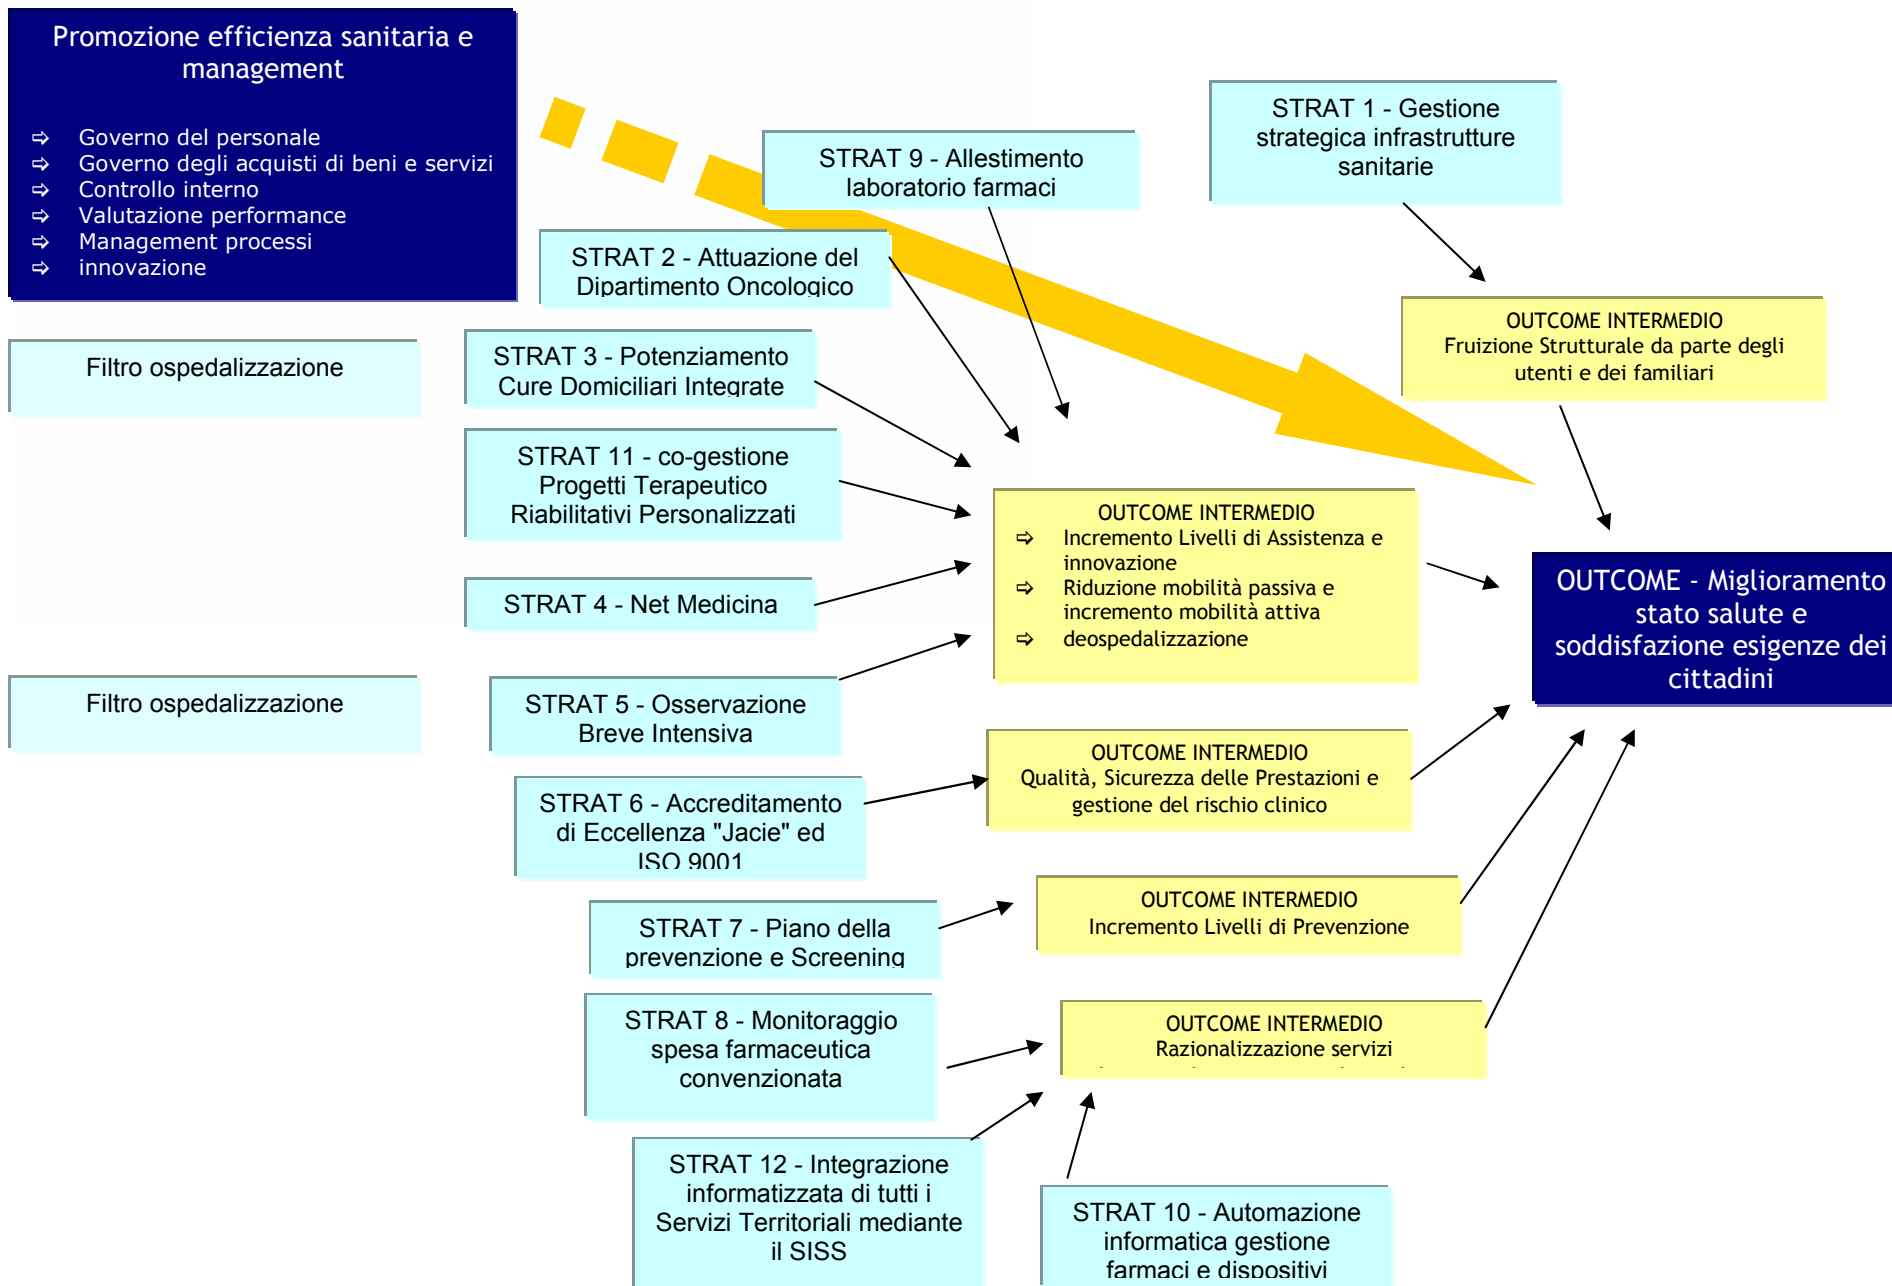 Promozione efficienza sanitaria e
management
⇨ Governo del personale
⇨ Governo degli acquisti di beni e servizi
⇨ Controllo interno
⇨ Valutazione performance
⇨ Management processi
⇨ innovazione
STRAT 9 - Allestimento
laboratorio farmaci
STRAT 1 - Gestione
strategica infrastrutture
sanitarie
STRAT 2 - Attuazione del
Dipartimento Oncologico
OUTCOME INTERMEDIO
Fruizione Strutturale da parte degli
utenti e dei familiari
Filtro ospedalizzazione
STRAT 3 - Potenziamento
Cure Domiciliari Integrate
STRAT 11 - co-gestione
Progetti Terapeutico
Riabilitativi Personalizzati
OUTCOME INTERMEDIO
⇨ Incremento Livelli di Assistenza e
innovazione
⇨ Riduzione mobilità passiva e
incremento mobilità attiva
⇨ deospedalizzazione
STRAT 4 - Net Medicina
OUTCOME - Miglioramento
stato salute e
soddisfazione esigenze dei
cittadini
Filtro ospedalizzazione
STRAT 5 - Osservazione
Breve Intensiva
OUTCOME INTERMEDIO
Qualità, Sicurezza delle Prestazioni e
gestione del rischio clinico
STRAT 6 - Accreditamento
di Eccellenza "Jacie" ed
ISO 9001
OUTCOME INTERMEDIO
Incremento Livelli di Prevenzione
STRAT 7 - Piano della
prevenzione e Screening
STRAT 8 - Monitoraggio
spesa farmaceutica
convenzionata
OUTCOME INTERMEDIO
Razionalizzazione servizi
STRAT 12 - Integrazione
informatizzata di tutti i
Servizi Territoriali mediante
il SISS
STRAT 10 - Automazione
informatica gestione
farmaci e dispositivi